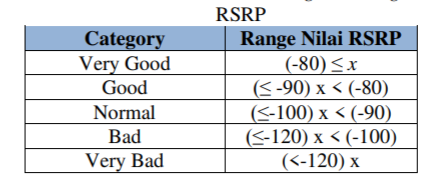 RSRP
Category Range Nilai RSRP
Very Good (-80) ≤ x
Good (≤ -90) x < (-80)
Normal (≤-100) x < (-90)
Bad (≤-120) x < (-100)
Very Bad (<-120) x